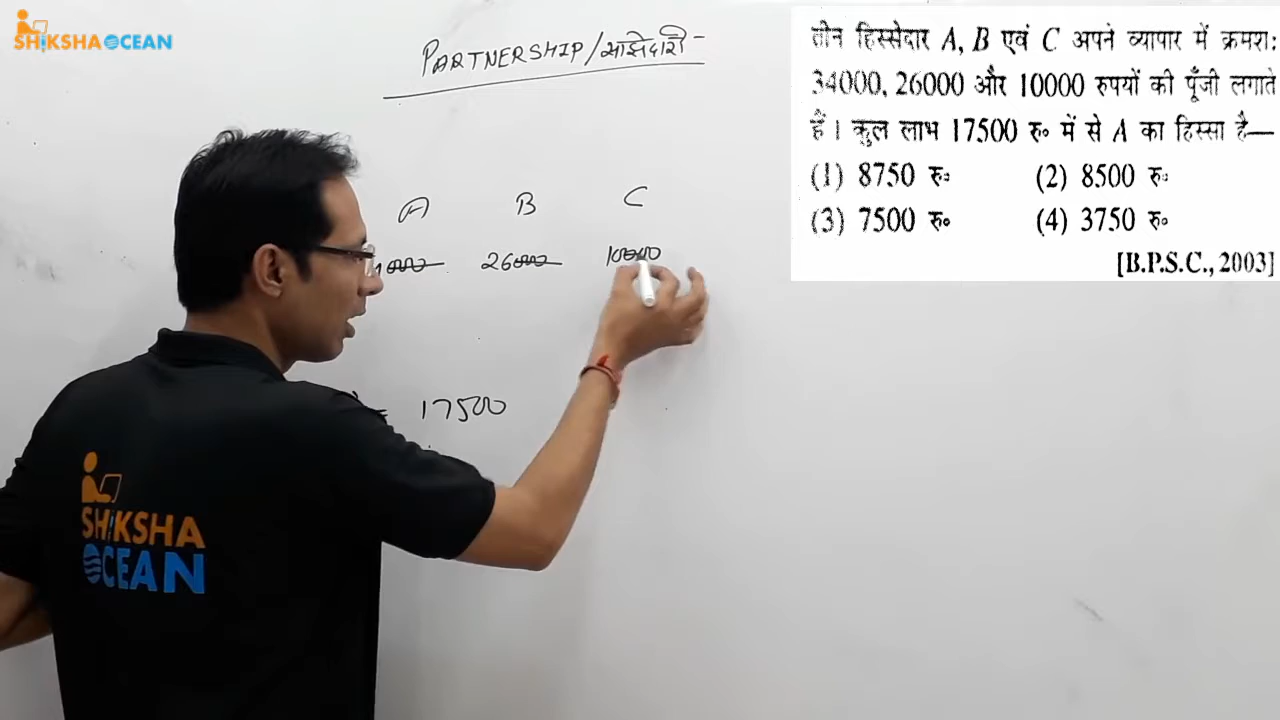 SHIKSHA OCEAN
PARTNERSHIP/साझेदारी-
A B C
000 26000 10000
= 17500
SHIKSHA
OCEAN
तीन हिस्सेदार A, B एवं C अपने व्यापार में क्रमश:
34000, 26000 और 10000 रुपयों की पूँजी लगाते
हैं। कुल लाभ 17500 रु० में से A का हिस्सा है—
(1) 8750 रु० (2) 8500 रु०
(3) 7500 रु० (4) 3750 रु०
[B.P.S.C., 2003]